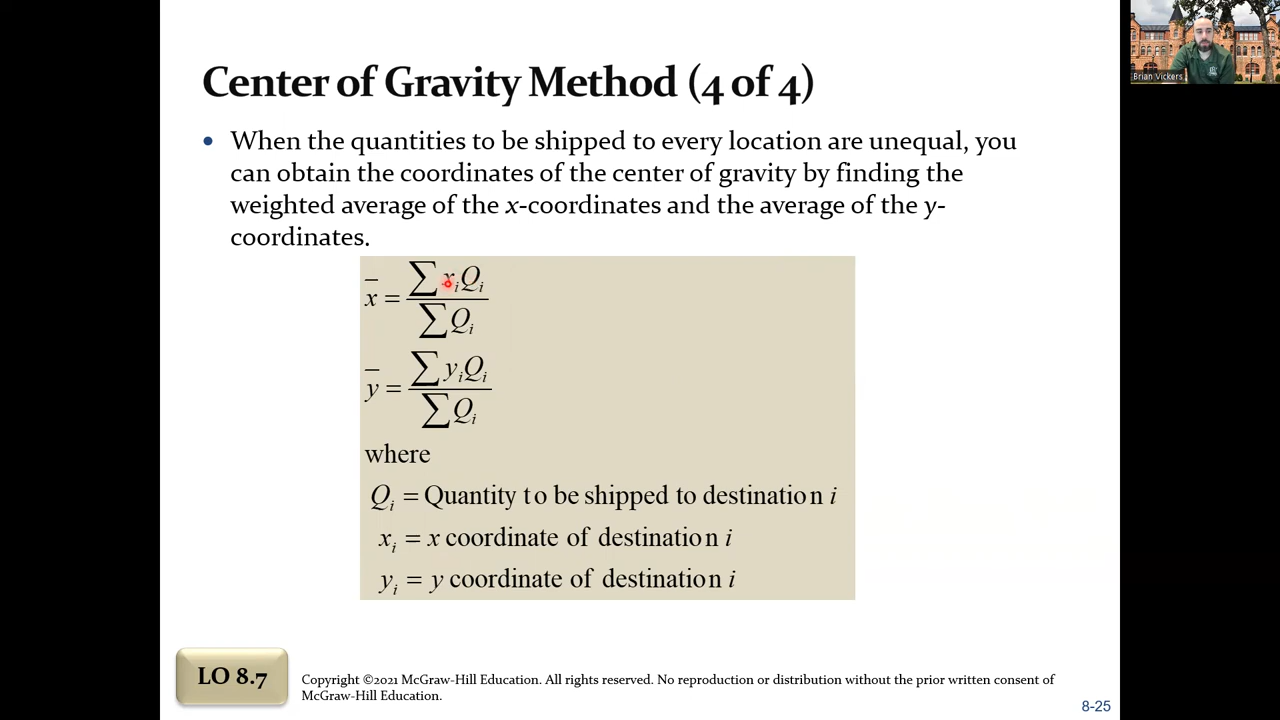 Center of Gravity Method (4 of 4)
• When the quantities to be shipped to every location are unequal, you
can obtain the coordinates of the center of gravity by finding the
weighted average of the x-coordinates and the average of the y-
coordinates.
x̄ = ∑xᵢQᵢ / ∑Qᵢ
ȳ = ∑yᵢQᵢ / ∑Qᵢ
where
Qᵢ = Quantity to be shipped to destination i
xᵢ = x coordinate of destination i
yᵢ = y coordinate of destination i
LO 8.7
Copyright ©2021 McGraw-Hill Education. All rights reserved. No reproduction or distribution without the prior written consent of
McGraw-Hill Education.
8-25
Brian Vickers